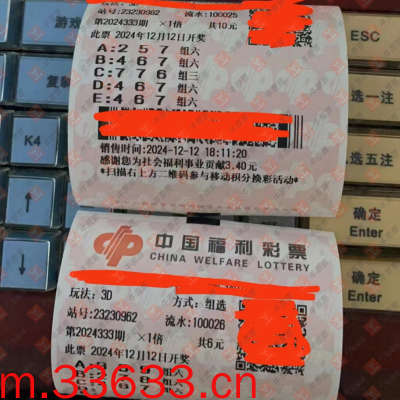 站号:23230962 流水:100025
第2024333期 ×1倍 共10元
此票 2024年12月12日开奖
A:2 5 7 组六
B:4 6 7 组六
C:7 7 6 组三
D:4 6 7 组六
E:4 6 7 组六
销售时间:2024-12-12 18:11:20
感谢您为社会福利事业贡献3.40元
*扫描右上方二维码参与移动积分换彩活动*
中国福利彩票
CHINA WELFARE LOTTERY
玩法:3D 方式:组选
站号:23230962 流水:100026
第2024333期 ×1倍 共6元
此票 2024年12月12日开奖
游戏
复制
K4
↑
↓
ESC
选一注
选五注
确定
Enter
确定
Enter
m.33633.cn